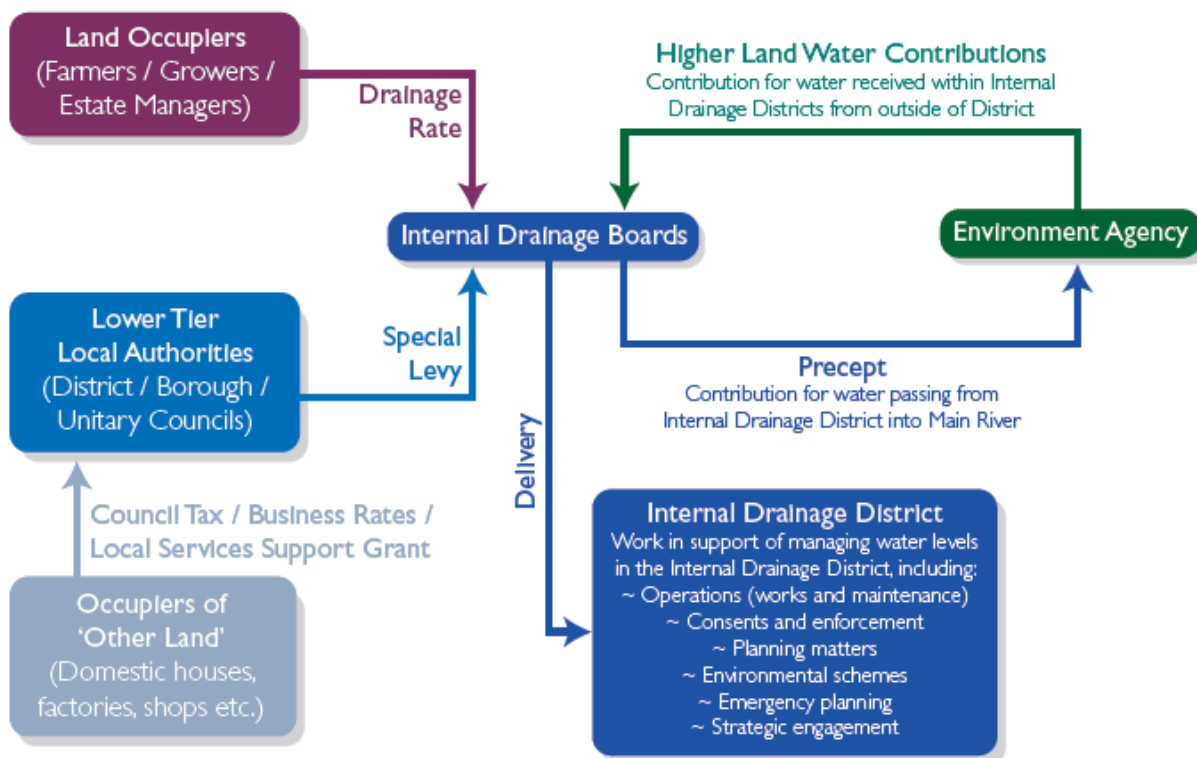 Land Occupiers
(Farmers / Growers /
Estate Managers)
Drainage
Rate
Higher Land Water Contributions
Contribution for water received within Internal
Drainage Districts from outside of District
Internal Drainage Boards
Environment Agency
Lower Tier
Local Authorities
(District / Borough /
Unitary Councils)
Special
Levy
Precept
Contribution for water passing from
Internal Drainage District into Main River
Delivery
Council Tax / Business Rates /
Local Services Support Grant
Occupiers of
‘Other Land’
(Domestic houses,
factories, shops etc.)
Internal Drainage District
Work in support of managing water levels
in the Internal Drainage District, including:
~ Operations (works and maintenance)
~ Consents and enforcement
~ Planning matters
~ Environmental schemes
~ Emergency planning
~ Strategic engagement